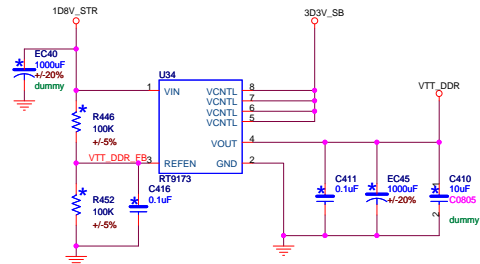 1D8V_STR
3D3V_SB
EC40
1000uF
+/-20%
dummy
U34
1 VIN
VCNTL 8
VCNTL 7
VCNTL 6
VCNTL 5
VTT_DDR
R446
100K
+/-5%
VOUT 4
VTT_DDR_FB 3 REFEN
GND 2
RT9173
R452
100K
+/-5%
C416
0.1uF
C411
0.1uF
EC45
1000uF
+/-20%
C410
10uF
C0805
2
dummy